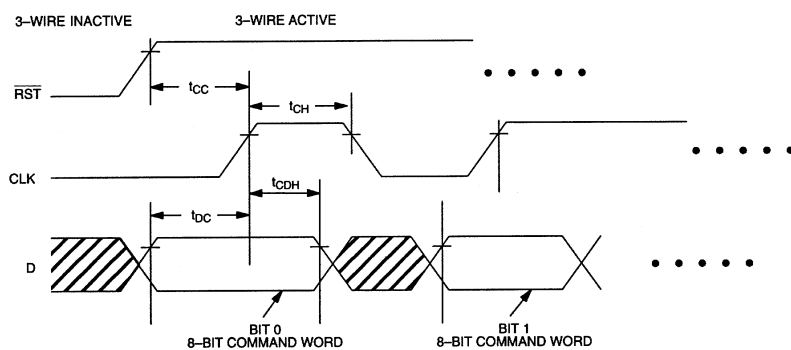 3–WIRE INACTIVE
3–WIRE ACTIVE
RST
tCC
tCH
CLK
tCDH
tDC
D
BIT 0
8–BIT COMMAND WORD
BIT 1
8–BIT COMMAND WORD